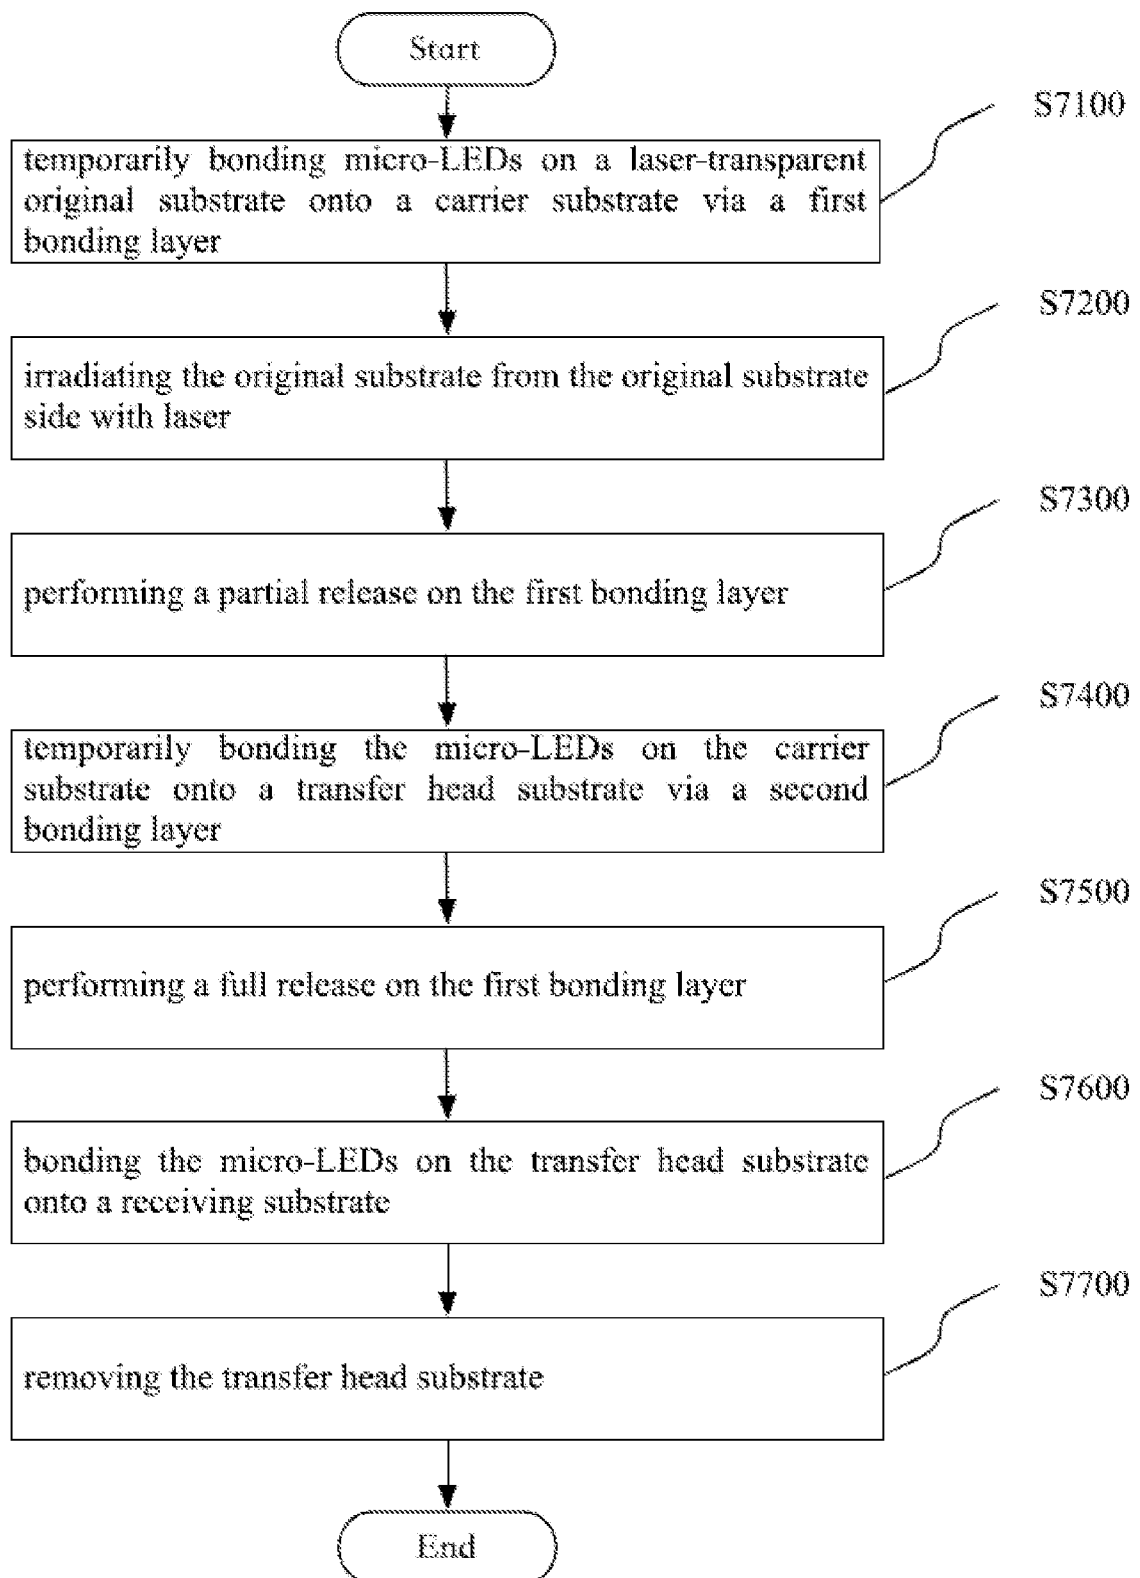 Start
S7100
temporarily bonding micro-LEDs on a laser-transparent
original substrate onto a carrier substrate via a first
bonding layer
S7200
irradiating the original substrate from the original substrate
side with laser
S7300
performing a partial release on the first bonding layer
S7400
temporarily bonding the micro-LEDs on the carrier
substrate onto a transfer head substrate via a second
bonding layer
S7500
performing a full release on the first bonding layer
S7600
bonding the micro-LEDs on the transfer head substrate
onto a receiving substrate
S7700
removing the transfer head substrate
End